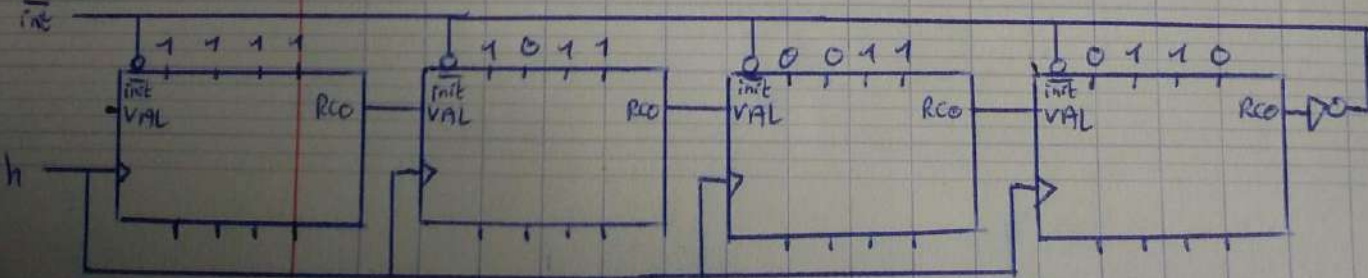 init
1 1 1 1 1 0 1 1 0 0 1 1 0 1 1 0
init init init init
VAL RCO VAL RCO VAL RCO VAL RCO
h